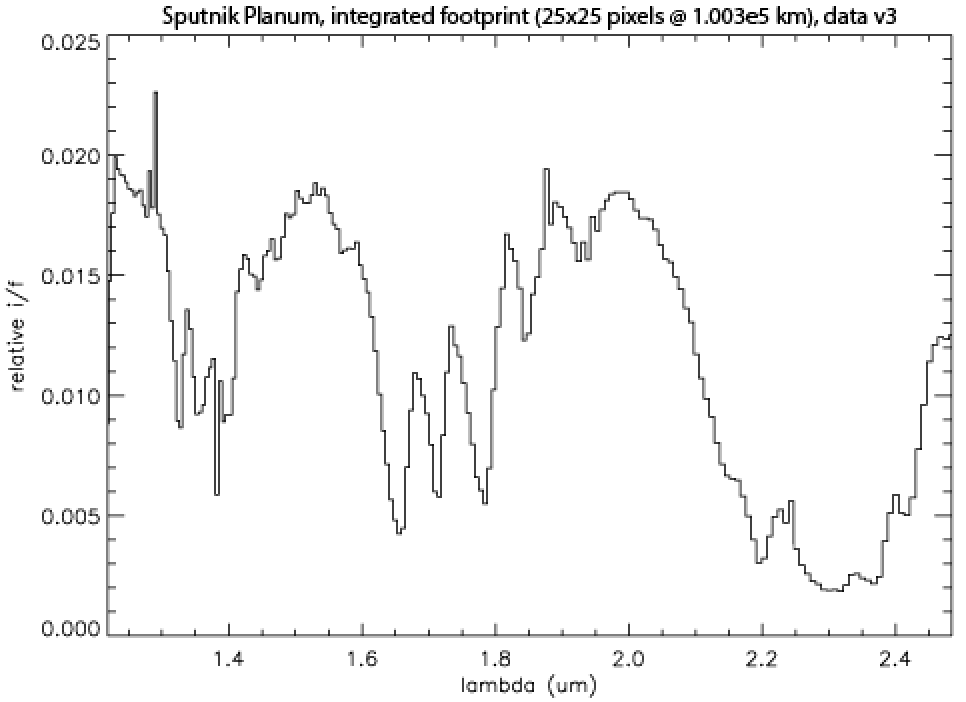 Sputnik Planum, integrated footprint (25x25 pixels @ 1.003e5 km), data v3
0.025
0.020
0.015
0.010
0.005
0.000
relative i/f
1.4 1.6 1.8 2.0 2.2 2.4
lambda (um)